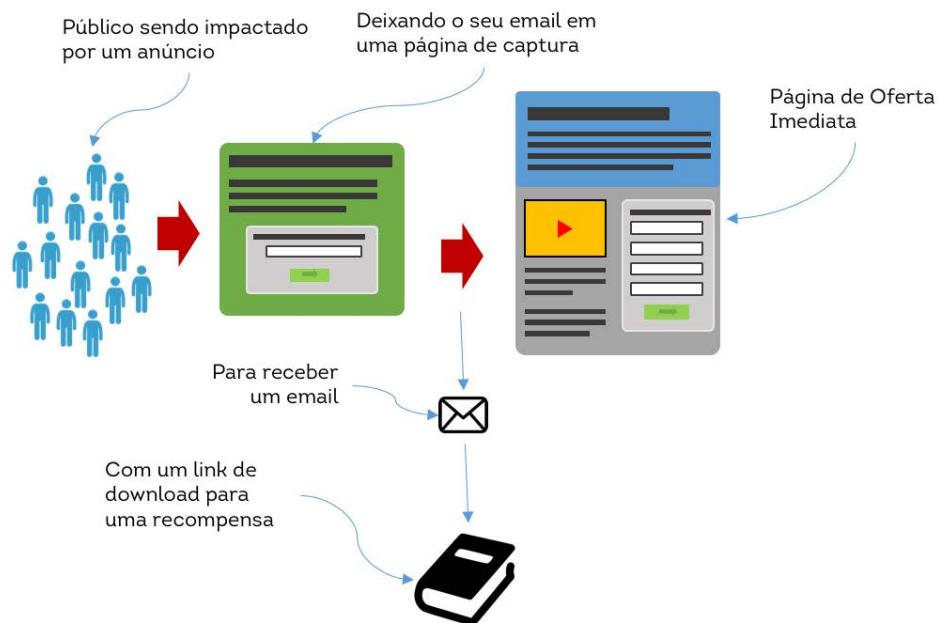 Público sendo impactado
por um anúncio
Deixando o seu email em
uma página de captura
Página de Oferta
Imediata
Para receber
um email
Com um link de
download para
uma recompensa